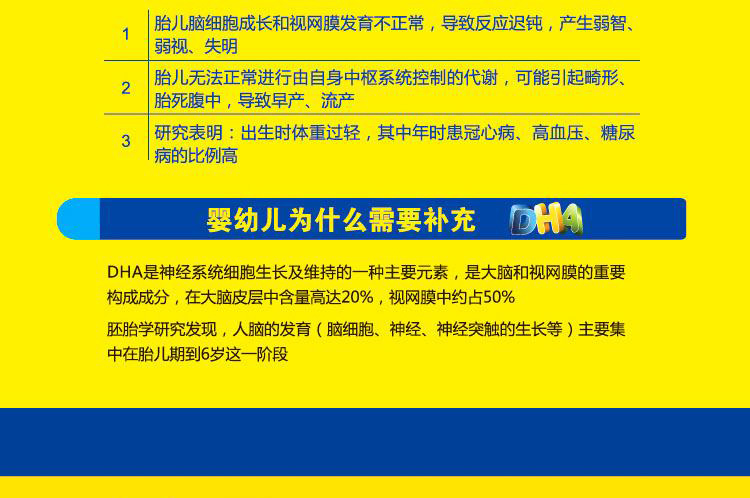 1
胎儿脑细胞成长和视网膜发育不正常，导致反应迟钝，产生弱智、
弱视、失明
2
胎儿无法正常进行由自身中枢系统控制的代谢，可能引起畸形、
胎死腹中，导致早产、流产
3
研究表明：出生时体重过轻，其中年时患冠心病、高血压、糖尿
病的比例高
婴幼儿为什么需要补充 DHA
DHA是神经系统细胞生长及维持的一种主要元素，是大脑和视网膜的重要
构成成分，在大脑皮层中含量高达20%，视网膜中约占50%
胚胎学研究发现，人脑的发育（脑细胞、神经、神经突触的生长等）主要集
中在胎儿期到6岁这一阶段